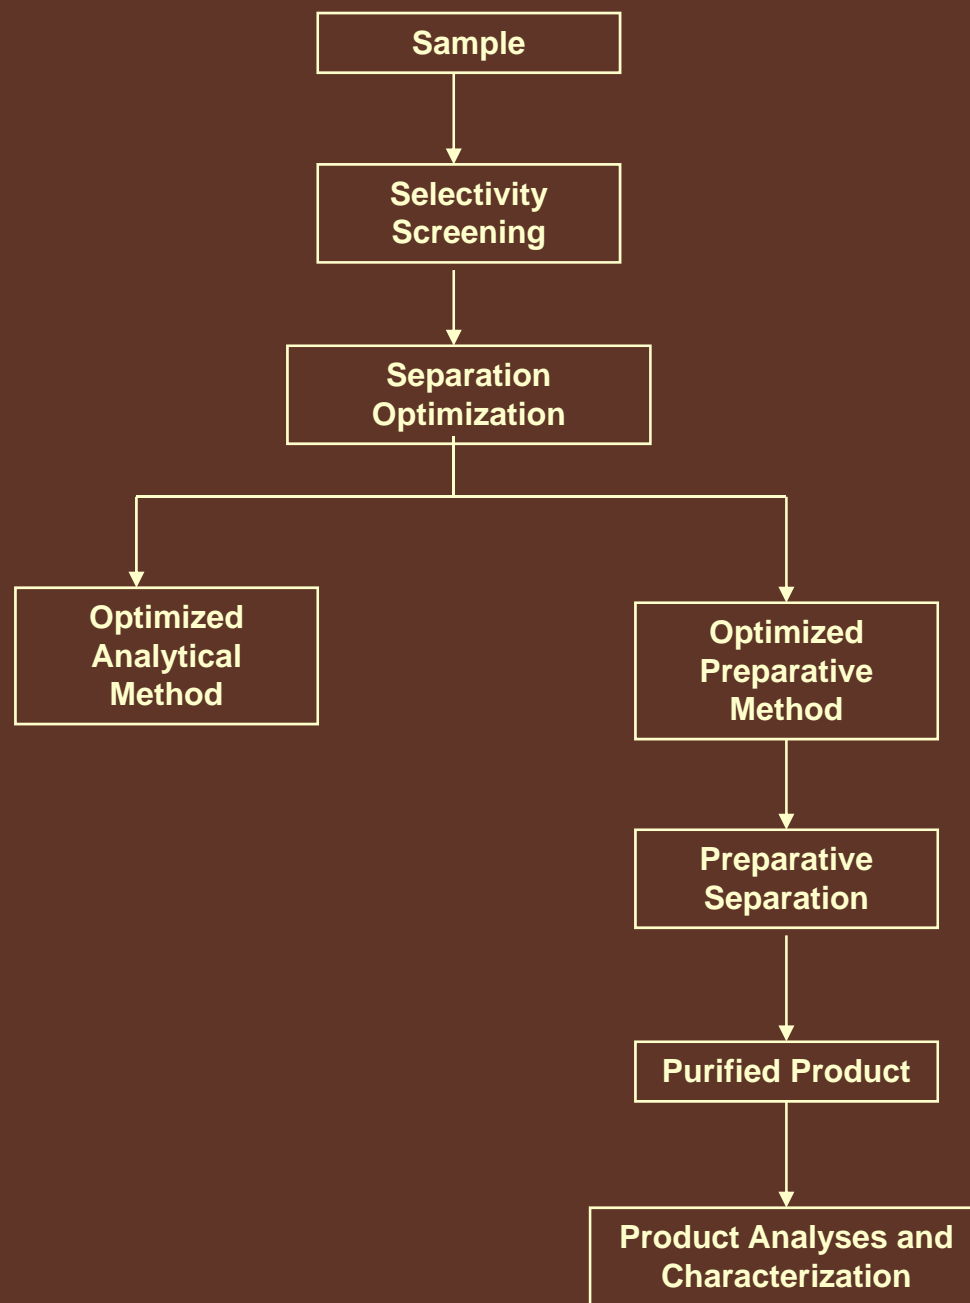 Sample
Selectivity
Screening
Separation
Optimization
Optimized
Analytical
Method
Optimized
Preparative
Method
Preparative
Separation
Purified Product
Product Analyses and
Characterization